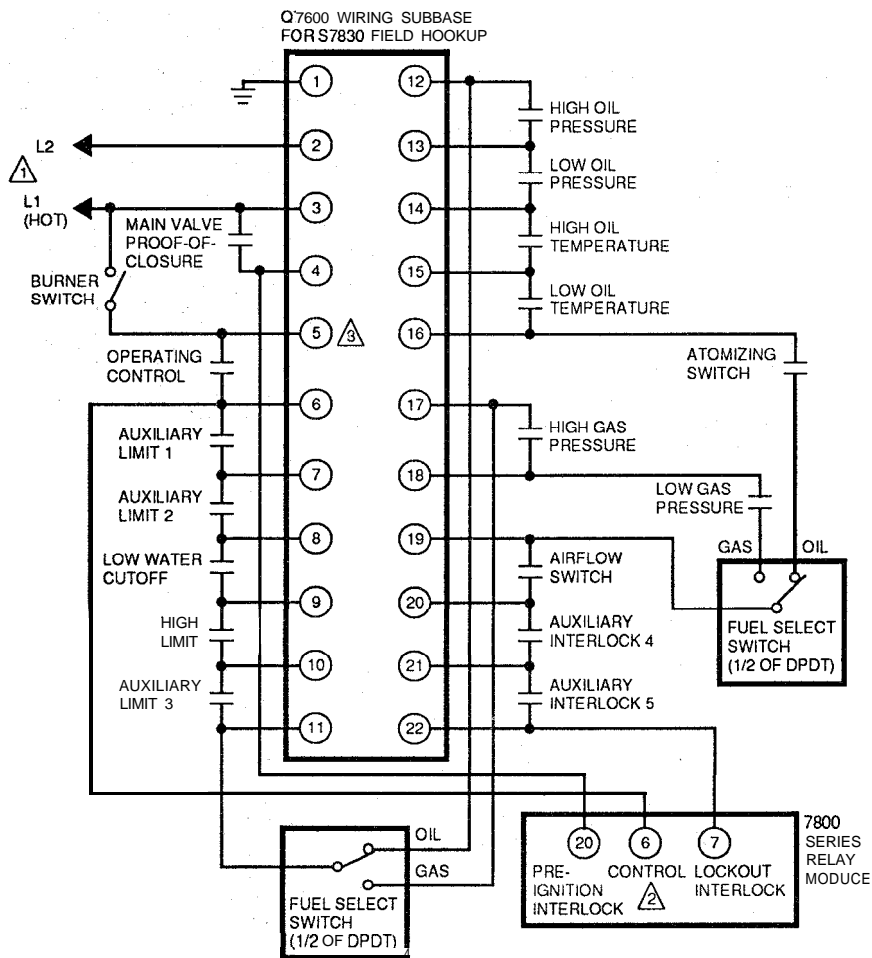 Q7600 WIRING SUBBASE
FOR S7830 FIELD HOOKUP
1
12
HIGH OIL
PRESSURE
L2
2
13
1
LOW OIL
PRESSURE
L1
(HOT)
3
14
MAIN VALVE
PROOF-OF-
CLOSURE
HIGH OIL
TEMPERATURE
4
15
BURNER
SWITCH
LOW OIL
TEMPERATURE
5
3
16
OPERATING
CONTROL
ATOMIZING
SWITCH
6
17
AUXILIARY
LIMIT 1
HIGH GAS
PRESSURE
7
18
AUXILIARY
LIMIT 2
LOW GAS
PRESSURE
8
19
GAS
OIL
LOW WATER
CUTOFF
AIRFLOW
SWITCH
9
20
HIGH
LIMIT
AUXILIARY
INTERLOCK 4
FUEL SELECT
SWITCH
(1/2 OF DPDT)
10
21
AUXILIARY
LIMIT 3
AUXILIARY
INTERLOCK 5
11
22
OIL
GAS
FUEL SELECT
SWITCH
(1/2 OF DPDT)
20
6
7
7800
SERIES
RELAY
MODUCE
PRE-
IGNITION
INTERLOCK
CONTROL
2
LOCKOUT
INTERLOCK